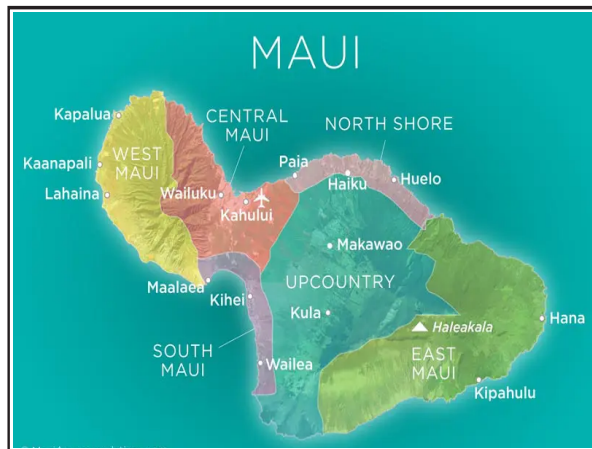 MAUI
Kapalua
CENTRAL
MAUI
NORTH SHORE
WEST
MAUI
Kaanapali
Paia
Haiku
Huelo
Lahaina
Wailuku
Kahului
Makawao
Maalaea
UPCOUNTRY
Kihei
Kula
Hana
Haleakala
SOUTH
MAUI
EAST
MAUI
Wailea
Kipahulu